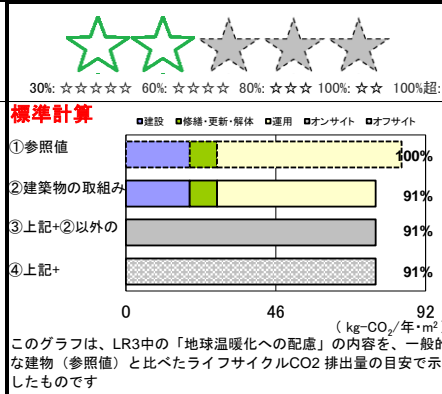 30%: ☆☆☆☆☆ 60%: ☆☆☆☆ 80%: ☆☆☆ 100%: ☆☆ 100%超:
標準計算
■建設 ■修繕・更新・解体 ■運用 ■オンサイト ■オフサイト
①参照値 100%
②建築物の取組み 91%
③上記+②以外の 91%
④上記+ 91%
0 46 92
( kg-CO₂/年・m²
このグラフは、LR3中の「地球温暖化への配慮」の内容を、一般的
な建物（参照値）と比べたライフサイクルCO2 排出量の目安で示
したものです